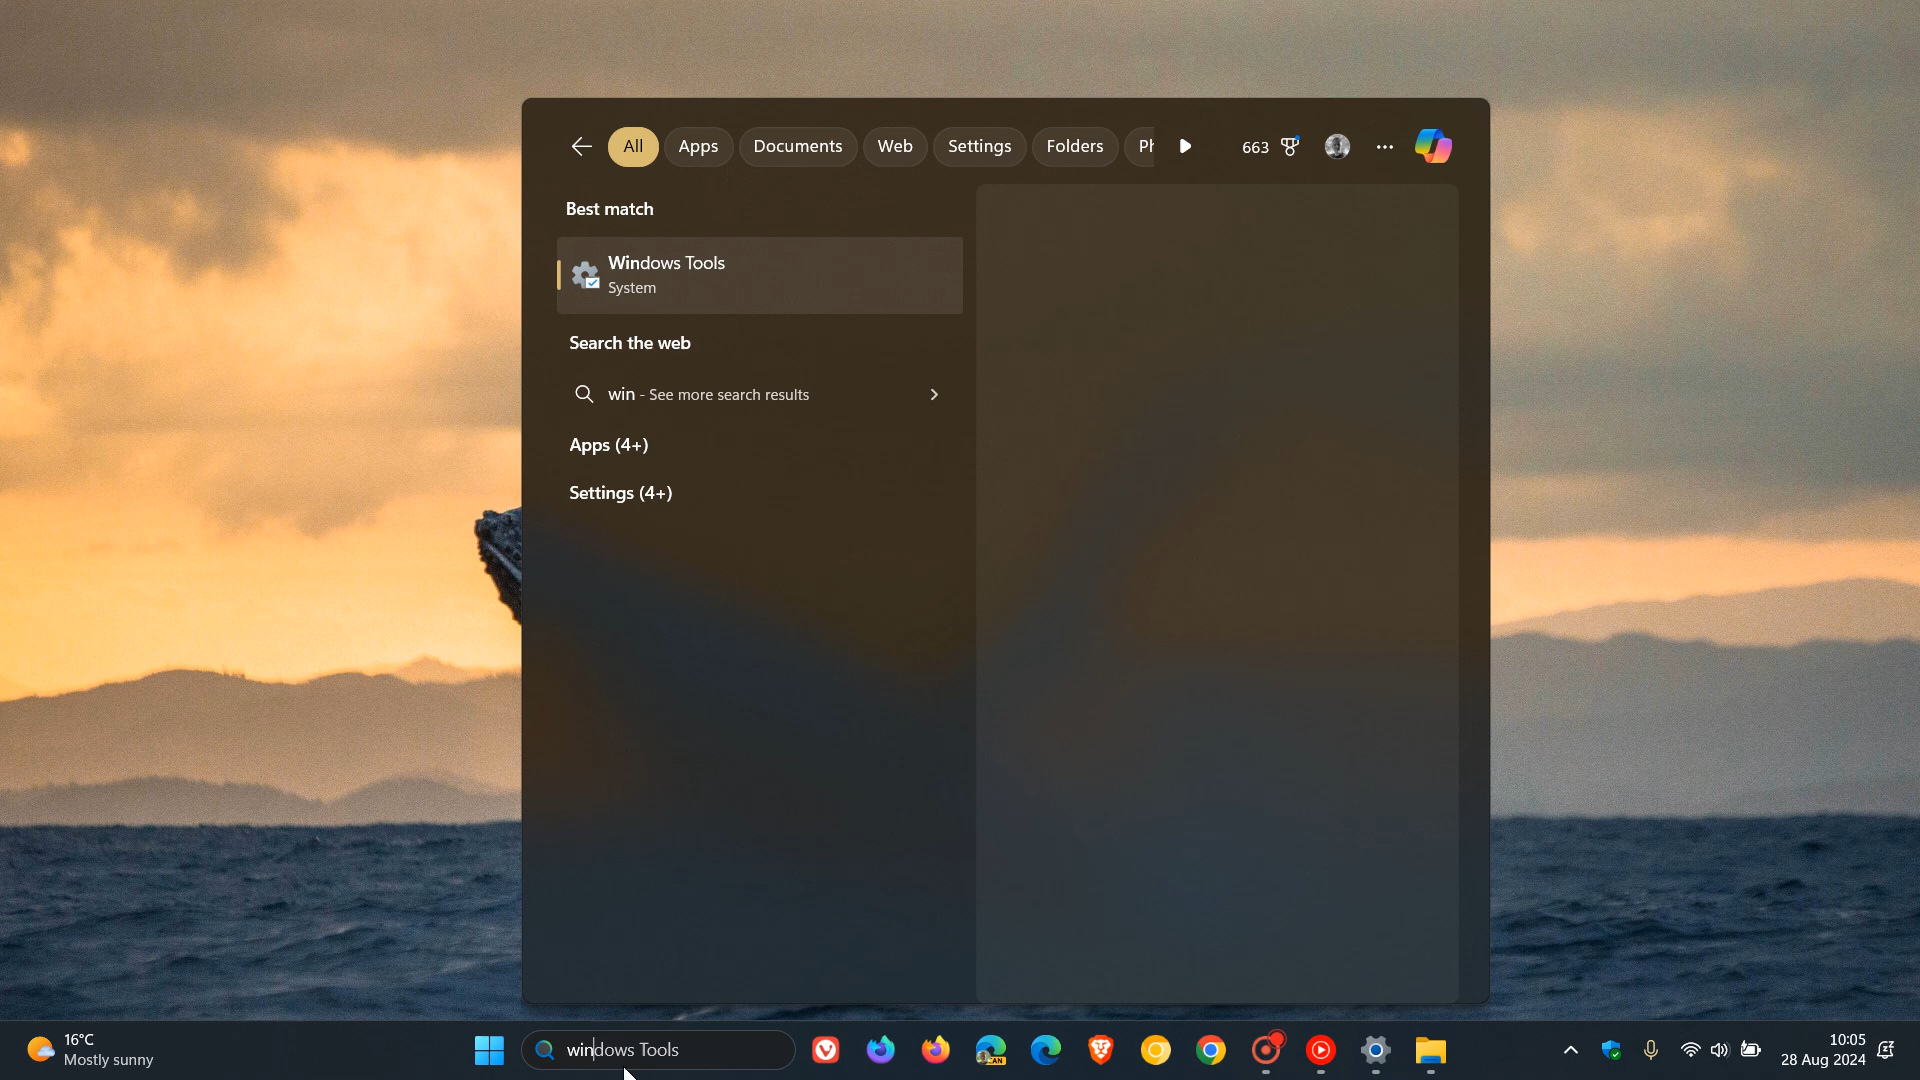 All
Apps
Documents
Web
Settings
Folders
663
Best match
Windows Tools
System
Search the web
win - See more search results
Apps (4+)
Settings (4+)
16°C
Mostly sunny
windows Tools
CAN
10:05
28 Aug 2024